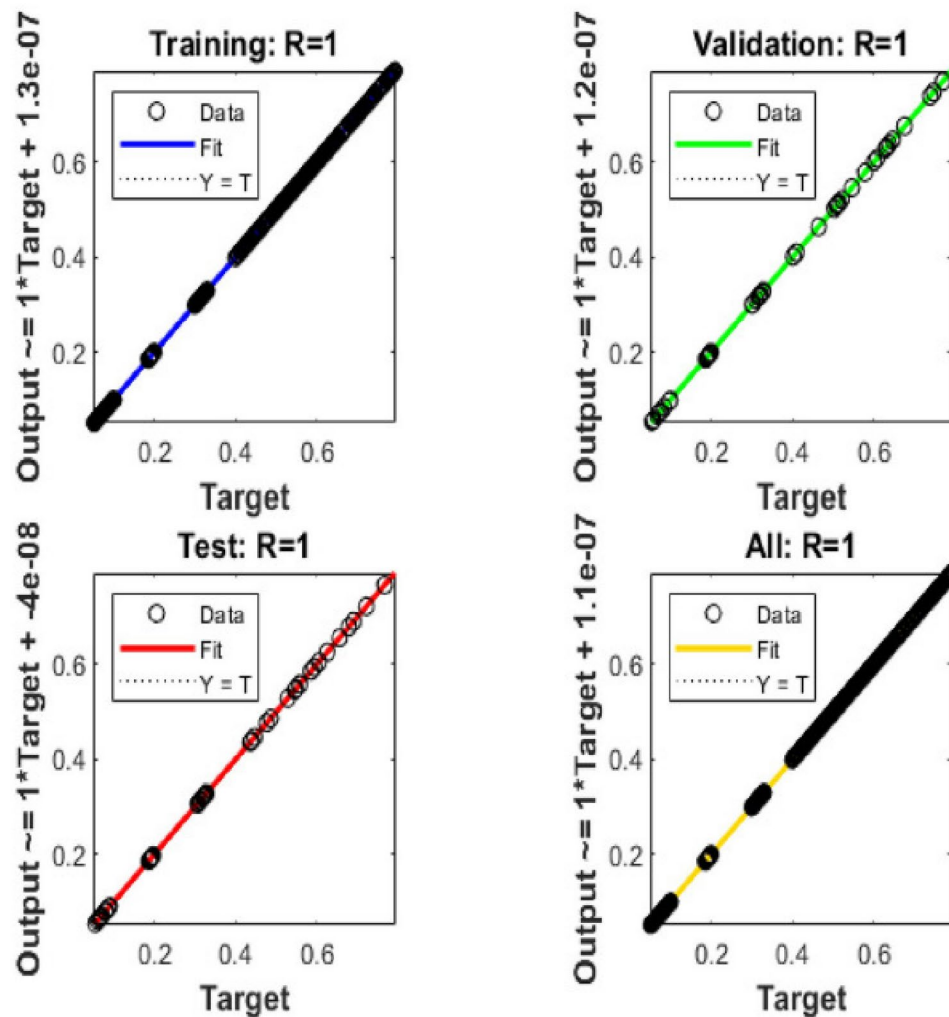 Training: R=1
Output ~= 1*Target + 1.3e-07
Data
Fit
Y = T
0.6
0.4
0.2
0.2 0.4 0.6
Target
Validation: R=1
Output ~= 1*Target + 1.2e-07
Data
Fit
Y = T
0.6
0.4
0.2
0.2 0.4 0.6
Target
Test: R=1
Output ~= 1*Target + -4e-08
Data
Fit
Y = T
0.6
0.4
0.2
0.2 0.4 0.6
Target
All: R=1
Output ~= 1*Target + 1.1e-07
Data
Fit
Y = T
0.6
0.4
0.2
0.2 0.4 0.6
Target